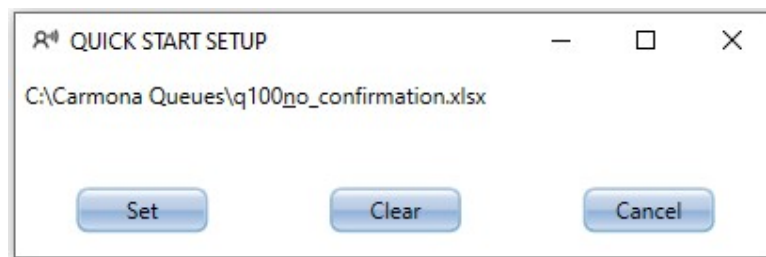 QUICK START SETUP
C:\Carmona Queues\q100no_confirmation.xlsx
Set Clear Cancel